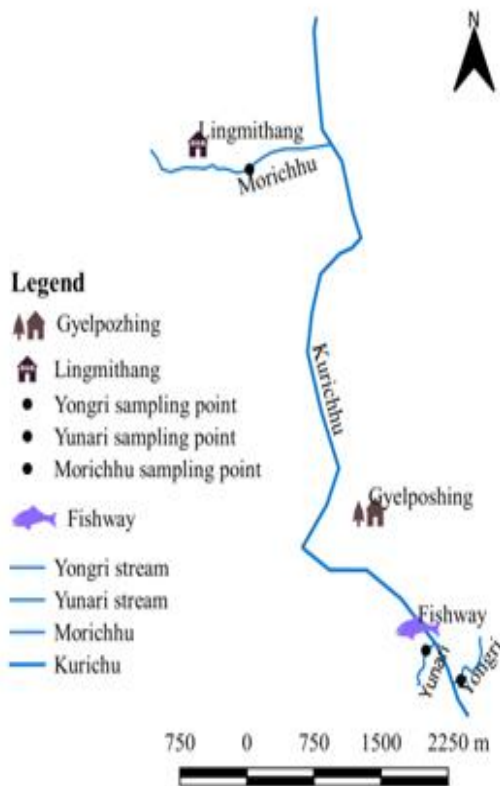 N
Lingmithang
Morichhu
Legend
Gyelpozhing
Lingmithang
Yongri sampling point
Yunari sampling point
Morichhu sampling point
Fishway
Yongri stream
Yunari stream
Morichhu
Kurichu
Kurichhu
Gyelposhing
Fishway
Yunari
Yongri
750 0 750 1500 2250 m